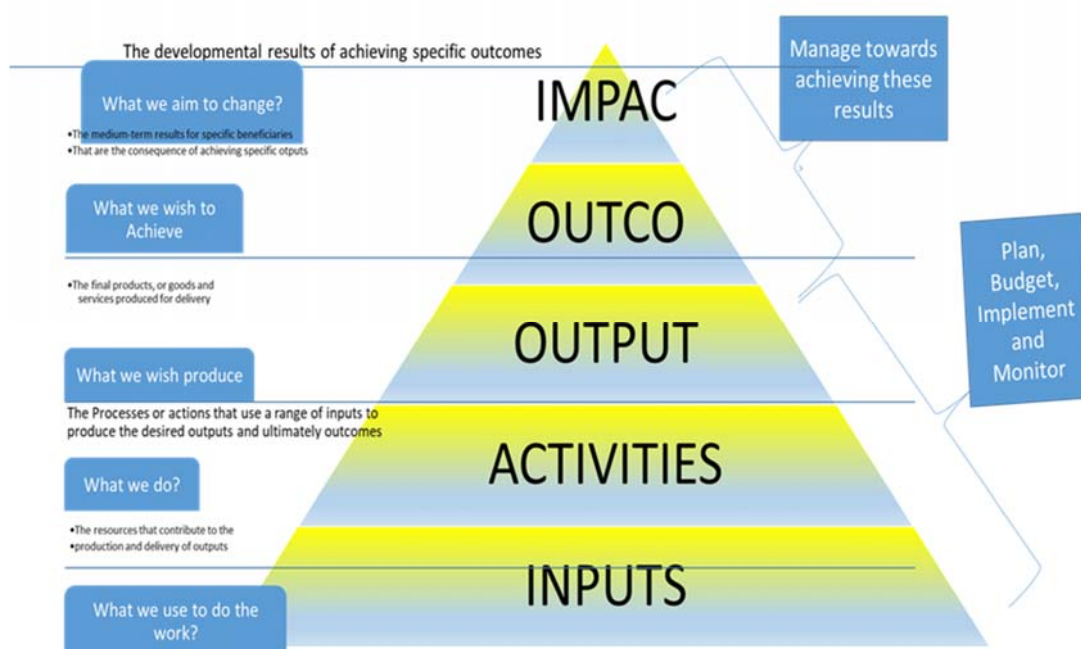 The developmental results of achieving specific outcomes
What we aim to change?
•The medium-term results for specific beneficiaries
•That are the consequence of achieving specific otputs
What we wish to
Achieve
•The final products, or goods and
services produced for delivery
What we wish produce
The Processes or actions that use a range of inputs to
produce the desired outputs and ultimately outcomes
What we do?
•The resources that contribute to the
•production and delivery of outputs
What we use to do the
work?
IMPAC
OUTCO
OUTPUT
ACTIVITIES
INPUTS
Manage towards
achieving these
results
Plan,
Budget,
Implement
and
Monitor